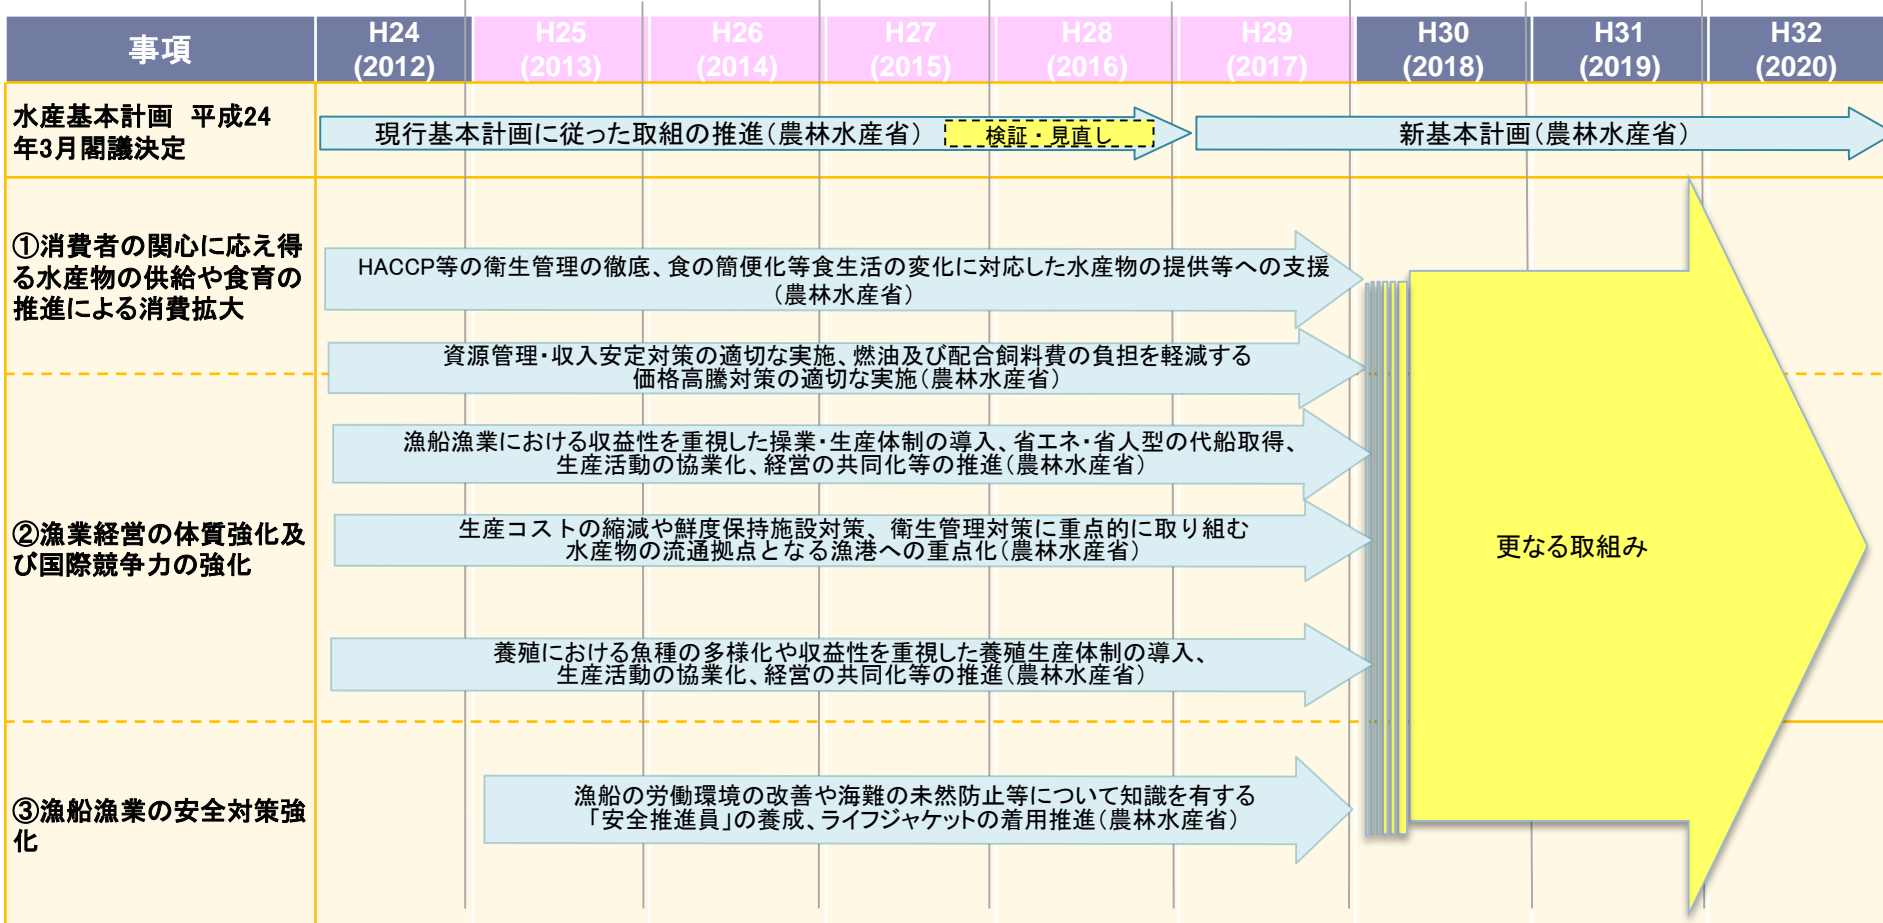 事項
H24
(2012)
H25
(2013)
H26
(2014)
H27
(2015)
H28
(2016)
H29
(2017)
H30
(2018)
H31
(2019)
H32
(2020)
水産基本計画 平成24
年3月閣議決定
現行基本計画に従った取組の推進(農林水産省)
検証・見直し
新基本計画(農林水産省)
①消費者の関心に応え得
る水産物の供給や食育の
推進による消費拡大
HACCP等の衛生管理の徹底、食の簡便化等食生活の変化に対応した水産物の提供等への支援
(農林水産省)
資源管理・収入安定対策の適切な実施、燃油及び配合飼料費の負担を軽減する
価格高騰対策の適切な実施(農林水産省)
②漁業経営の体質強化及
び国際競争力の強化
漁船漁業における収益性を重視した操業・生産体制の導入、省エネ・省人型の代船取得、
生産活動の協業化、経営の共同化等の推進(農林水産省)
生産コストの縮減や鮮度保持施設対策、衛生管理対策に重点的に取り組む
水産物の流通拠点となる漁港への重点化(農林水産省)
養殖における魚種の多様化や収益性を重視した養殖生産体制の導入、
生産活動の協業化、経営の共同化等の推進(農林水産省)
更なる取組み
③漁船漁業の安全対策強
化
漁船の労働環境の改善や海難の未然防止等について知識を有する
「安全推進員」の養成、ライフジャケットの着用推進(農林水産省)